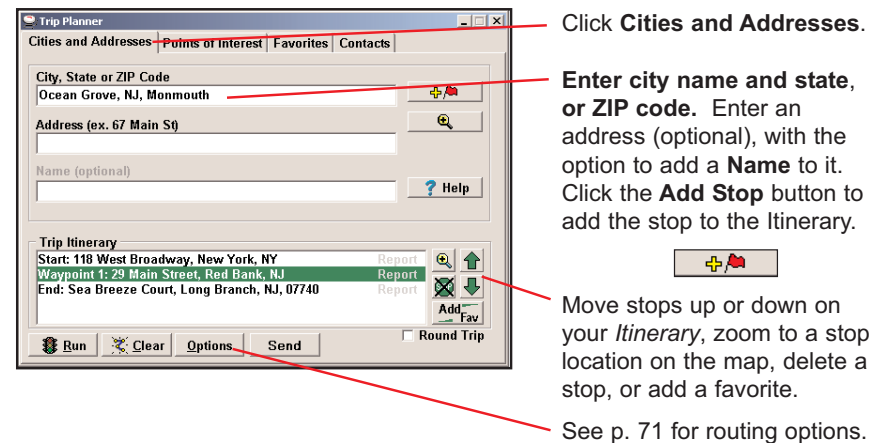 Trip Planner
Cities and Addresses Points of Interest Favorites Contacts
City, State or ZIP Code
Ocean Grove, NJ, Monmouth
Address (ex. 67 Main St)
Name (optional)
Help
Trip Itinerary
Start: 118 West Broadway, New York, NY Report
Waypoint 1: 29 Main Street, Red Bank, NJ Report
End: Sea Breeze Court, Long Branch, NJ, 07740 Report
Add
Fav
Run Clear Options Send
Round Trip
Click Cities and Addresses.
Enter city name and state,
or ZIP code. Enter an
address (optional), with the
option to add a Name to it.
Click the Add Stop button to
add the stop to the Itinerary.
Move stops up or down on
your Itinerary, zoom to a stop
location on the map, delete a
stop, or add a favorite.
See p. 71 for routing options.